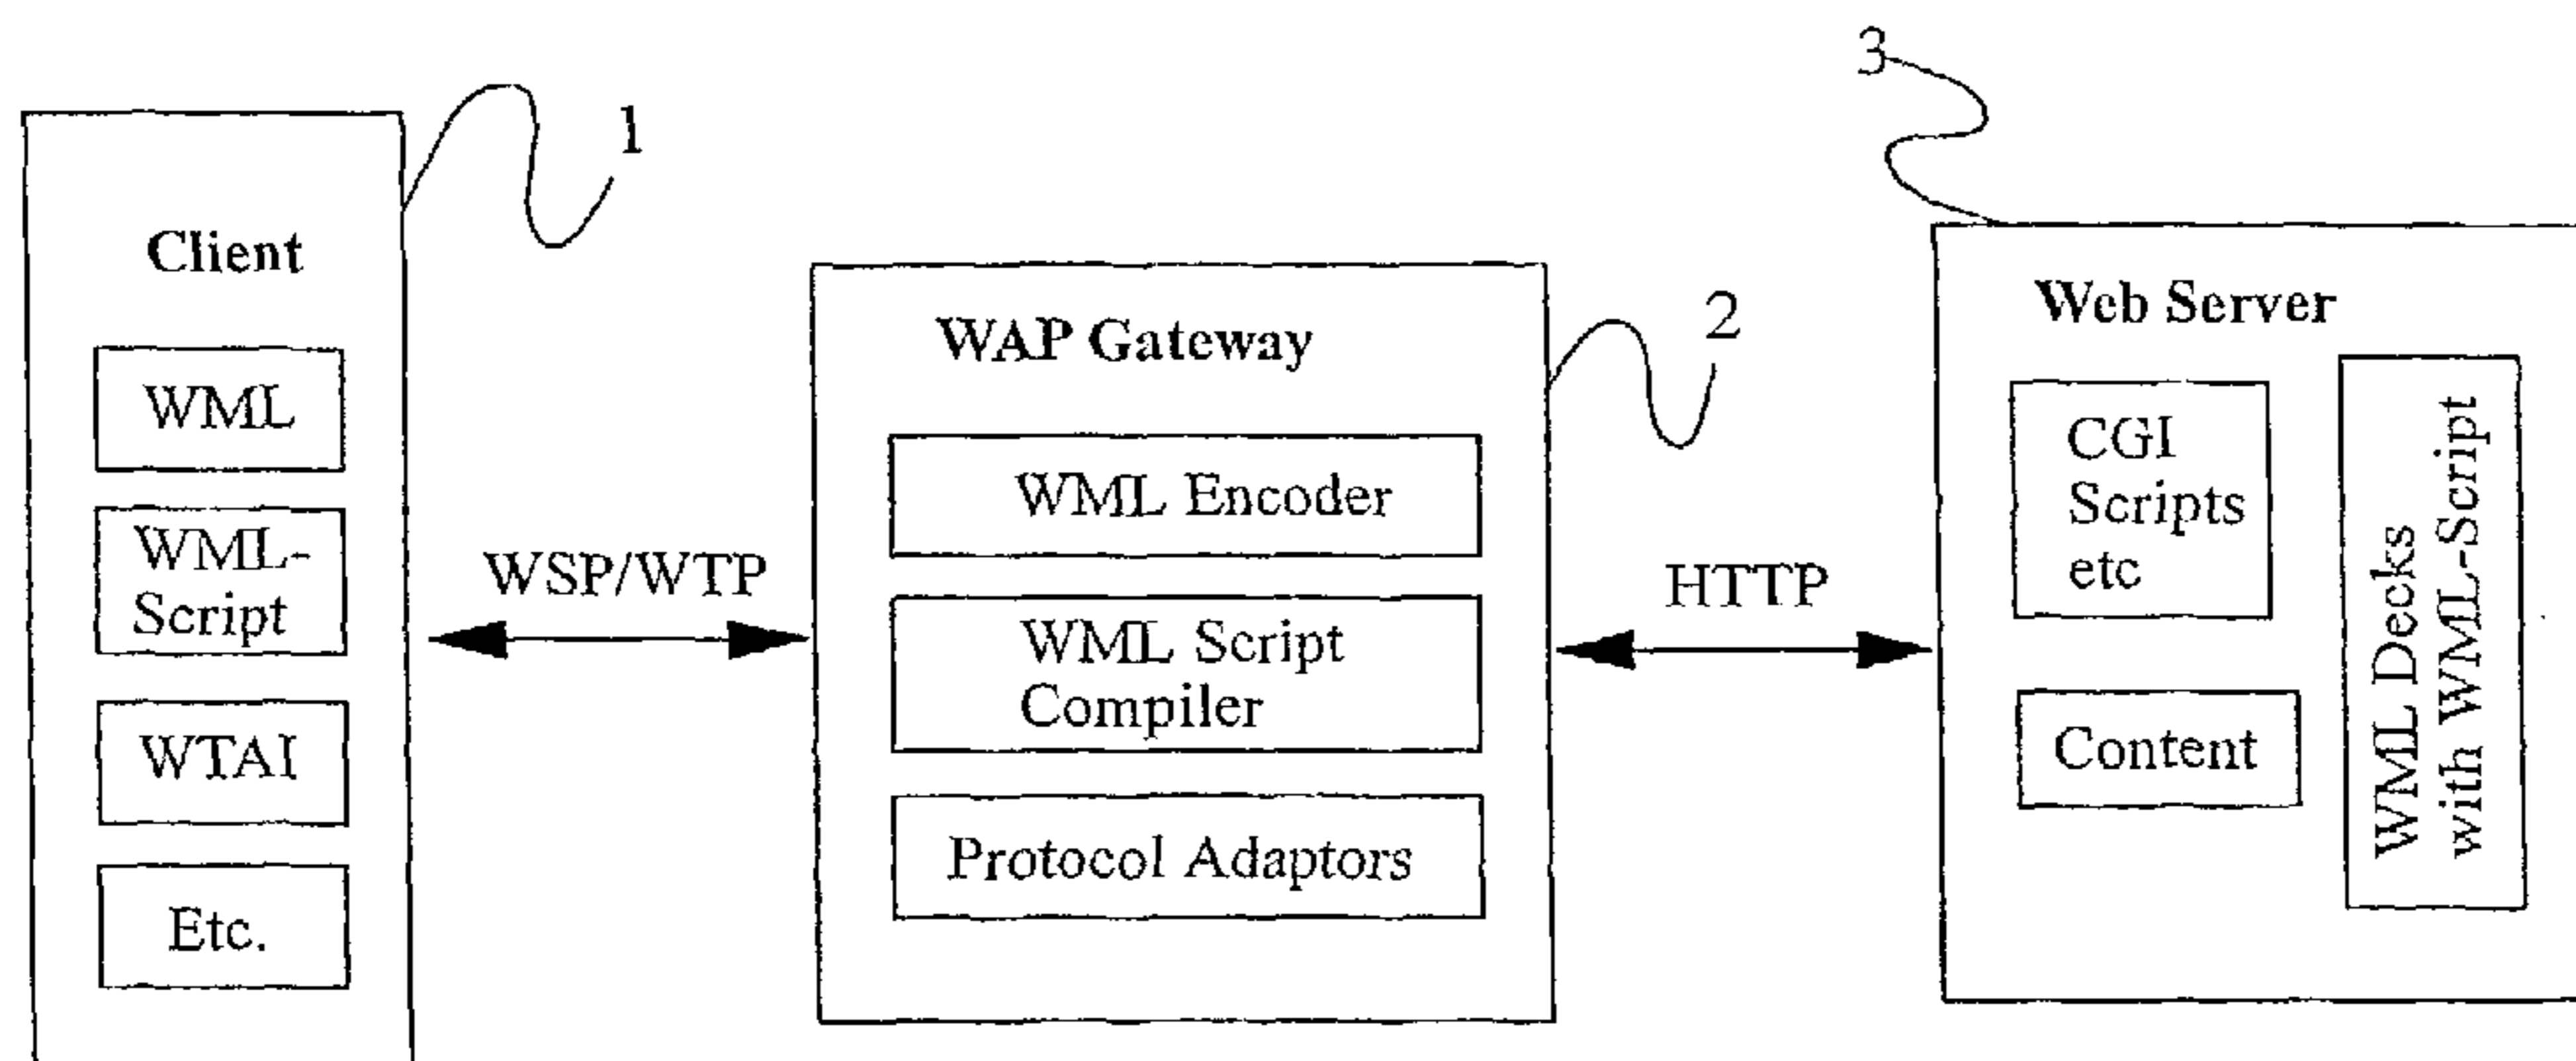 1
Client
WML
WML-
Script
WTAI
Etc.
WSP/WTP
2
WAP Gateway
WML Encoder
WML Script
Compiler
Protocol Adaptors
HTTP
3
Web Server
CGI
Scripts
etc
Content
WML Decks
with WML-Script